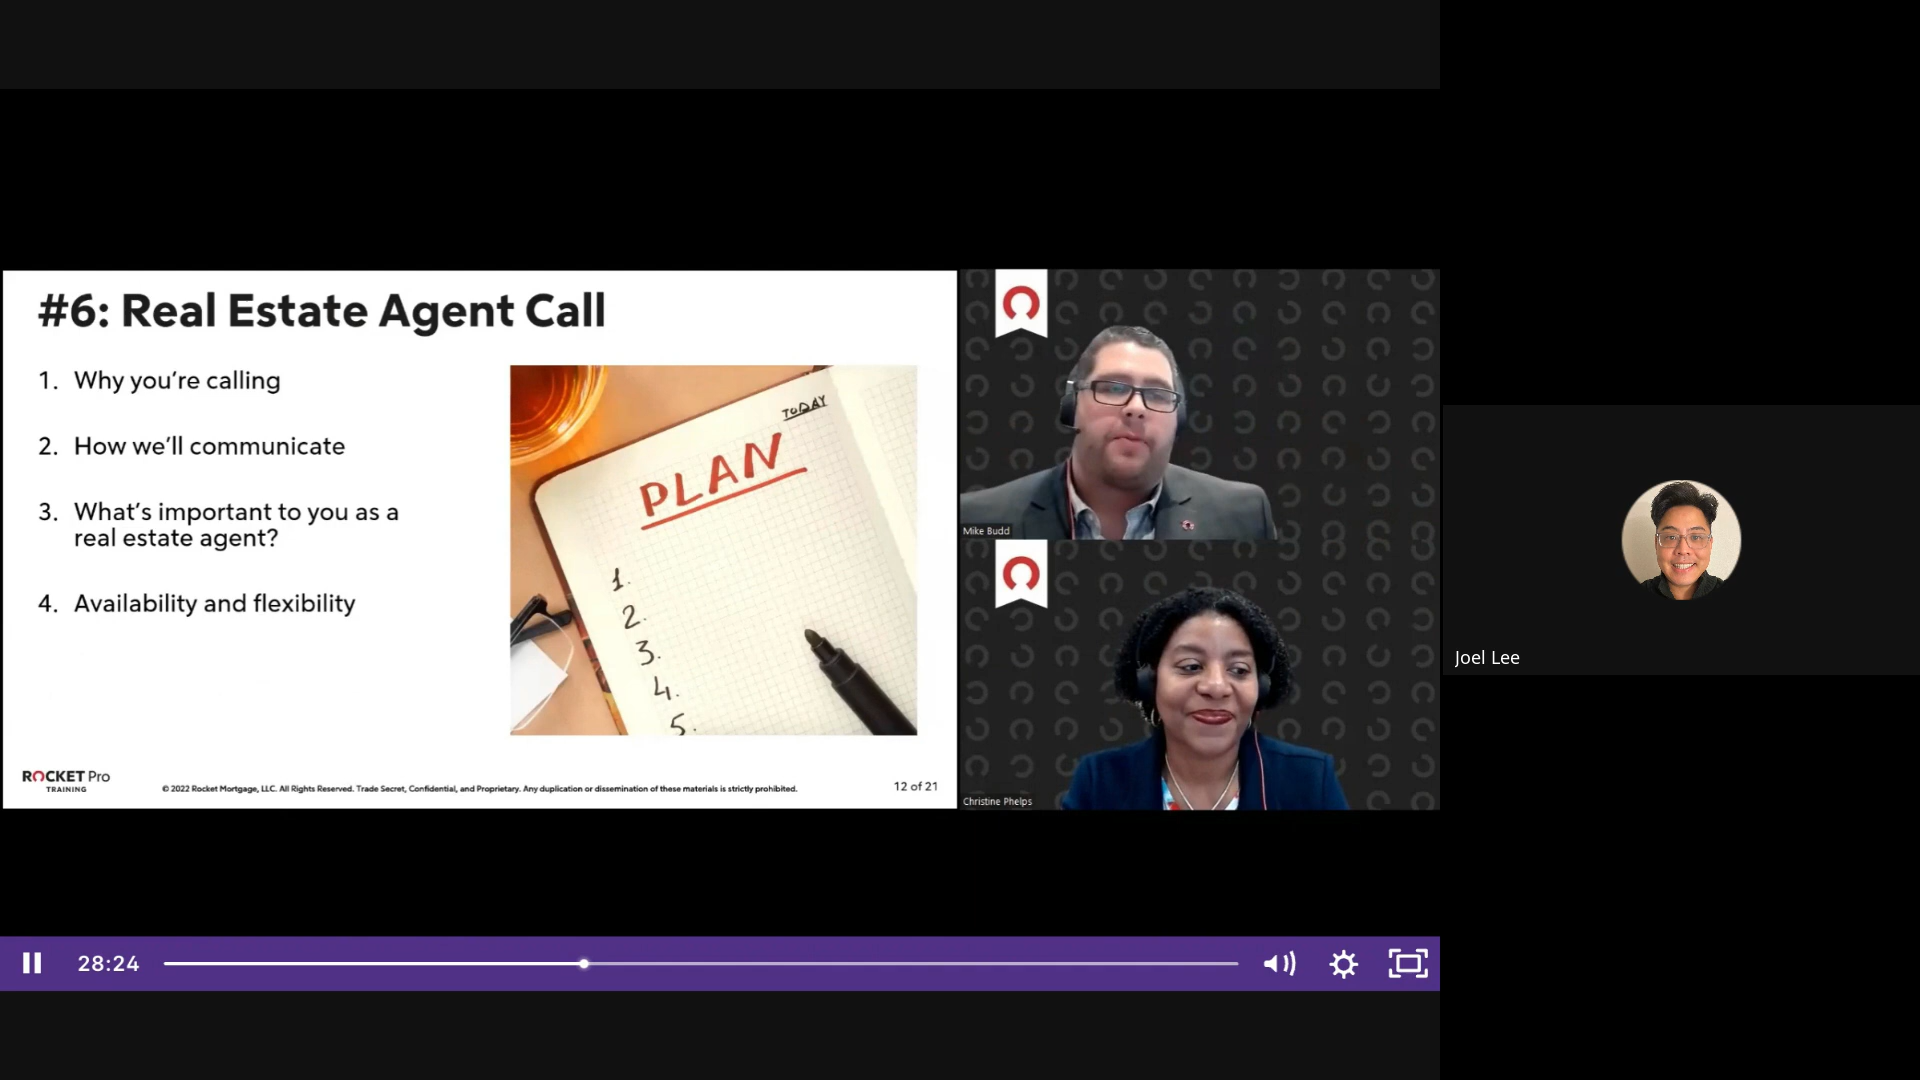 #6: Real Estate Agent Call
1. Why you’re calling
2. How we’ll communicate
3. What’s important to you as a
real estate agent?
4. Availability and flexibility
TODAY
PLAN
1.
2.
3.
4.
5.
ROCKET Pro
TRAINING
© 2022 Rocket Mortgage, LLC. All Rights Reserved. Trade Secret, Confidential, and Proprietary. Any duplication or dissemination of these materials is strictly prohibited.
12 of 21
Mike Budd
Christine Phelps
Joel Lee
28:24